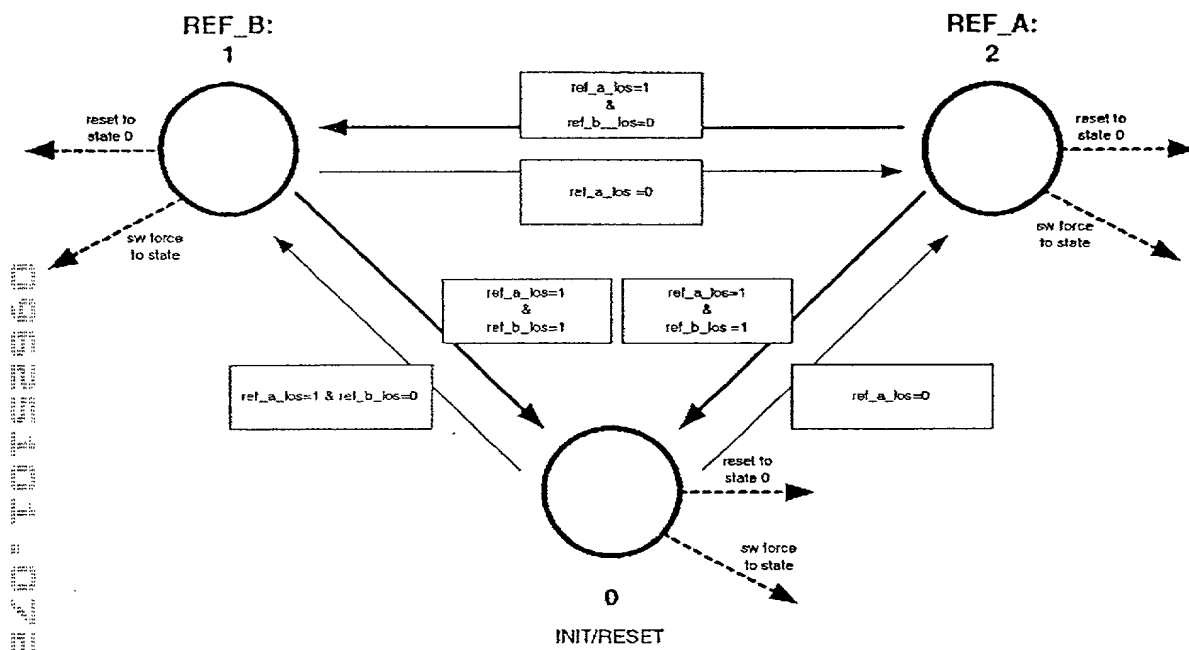 REF_B:
1
REF_A:
2
ref_a_los=1
&
ref_b_los=0
reset to
state 0
reset to
state 0
ref_a_los =0
sw force
to state
sw force
to state
ref_a_los=1
&
ref_b_los=1
ref_a_los=1
&
ref_b_los =1
ref_a_los=1 & ref_b_los=0
ref_a_los=0
reset to
state 0
sw force
to state
0
INIT/RESET